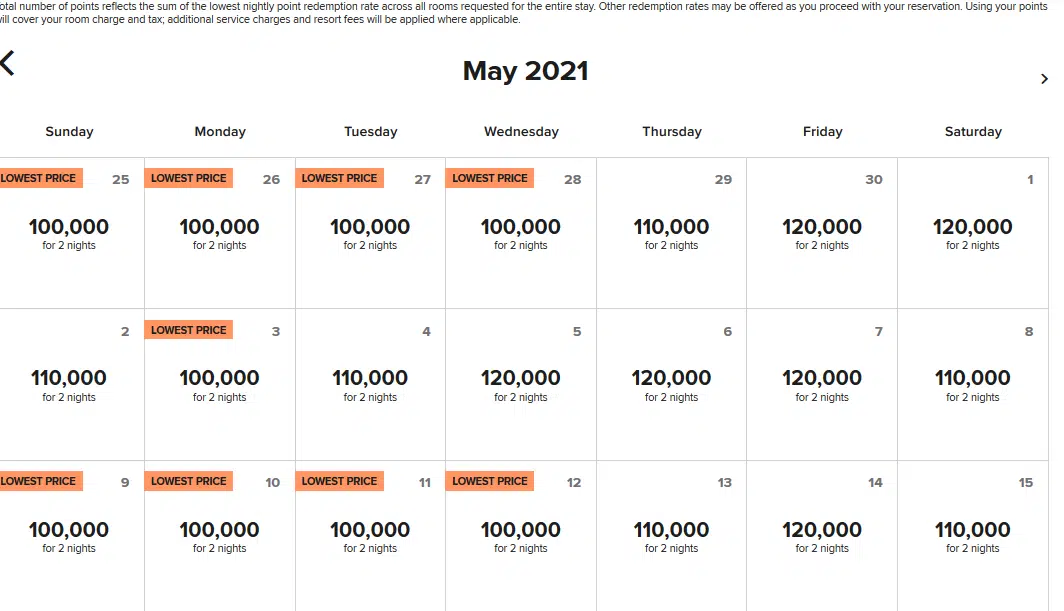 otal number of points reflects the sum of the lowest nightly point redemption rate across all rooms requested for the entire stay. Other redemption rates may be offered as you proceed with your reservation. Using your points
ill cover your room charge and tax; additional service charges and resort fees will be applied where applicable.
May 2021
Sunday Monday Tuesday Wednesday Thursday Friday Saturday
LOWEST PRICE 25 LOWEST PRICE 26 LOWEST PRICE 27 LOWEST PRICE 28 29 30 1
100,000 100,000 100,000 100,000 110,000 120,000 120,000
for 2 nights for 2 nights for 2 nights for 2 nights for 2 nights for 2 nights for 2 nights
2 LOWEST PRICE 3 4 5 6 7 8
110,000 100,000 110,000 120,000 120,000 120,000 110,000
for 2 nights for 2 nights for 2 nights for 2 nights for 2 nights for 2 nights for 2 nights
LOWEST PRICE 9 LOWEST PRICE 10 LOWEST PRICE 11 LOWEST PRICE 12 13 14 15
100,000 100,000 100,000 100,000 110,000 120,000 110,000
for 2 nights for 2 nights for 2 nights for 2 nights for 2 nights for 2 nights for 2 nights